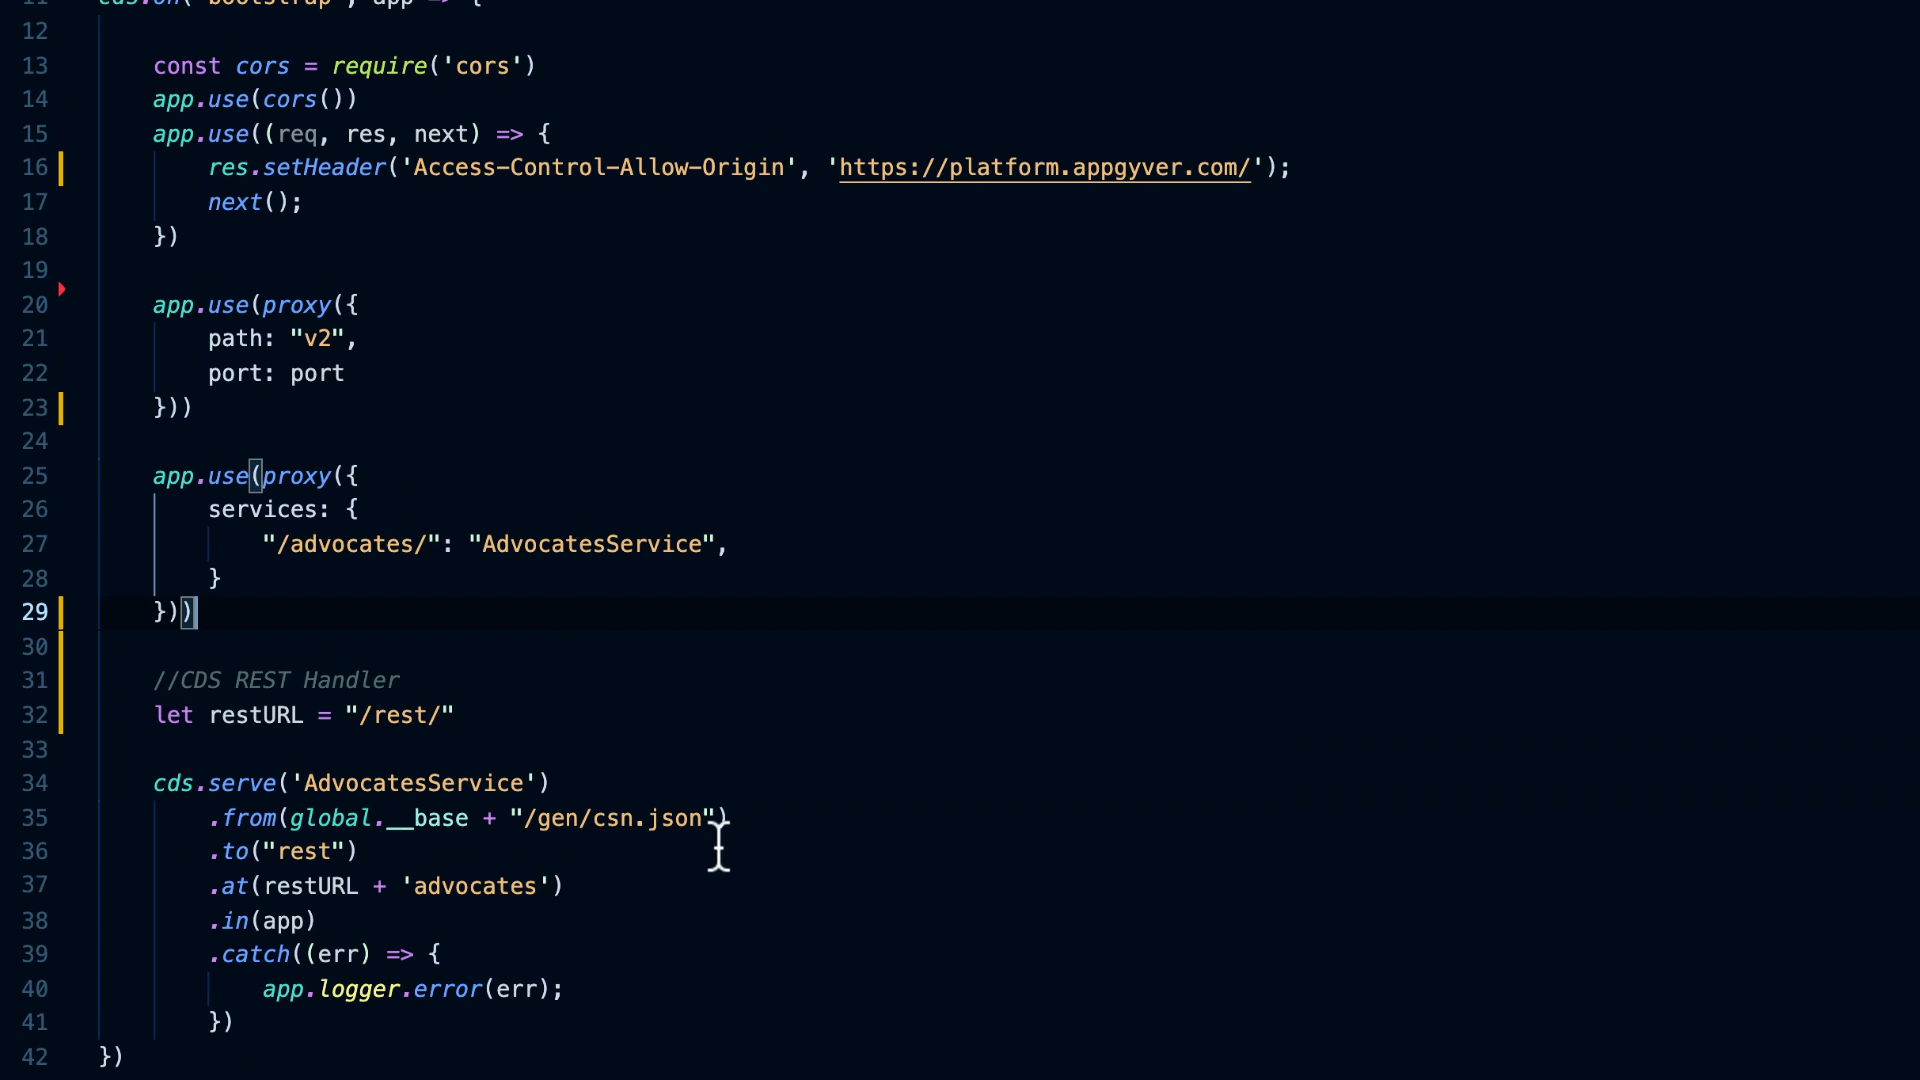 11 cds.on('bootstrap', app => {
12
13 const cors = require('cors')
14 app.use(cors())
15 app.use((req, res, next) => {
16 res.setHeader('Access-Control-Allow-Origin', 'https://platform.appgyver.com/');
17 next();
18 })
19
20 app.use(proxy({
21 path: "v2",
22 port: port
23 }))
24
25 app.use(proxy({
26 services: {
27 "/advocates/": "AdvocatesService",
28 }
29 }))
30
31 //CDS REST Handler
32 let restURL = "/rest/"
33
34 cds.serve('AdvocatesService')
35 .from(global.__base + "/gen/csn.json")
36 .to("rest")
37 .at(restURL + 'advocates')
38 .in(app)
39 .catch((err) => {
40 app.logger.error(err);
41 })
42 })